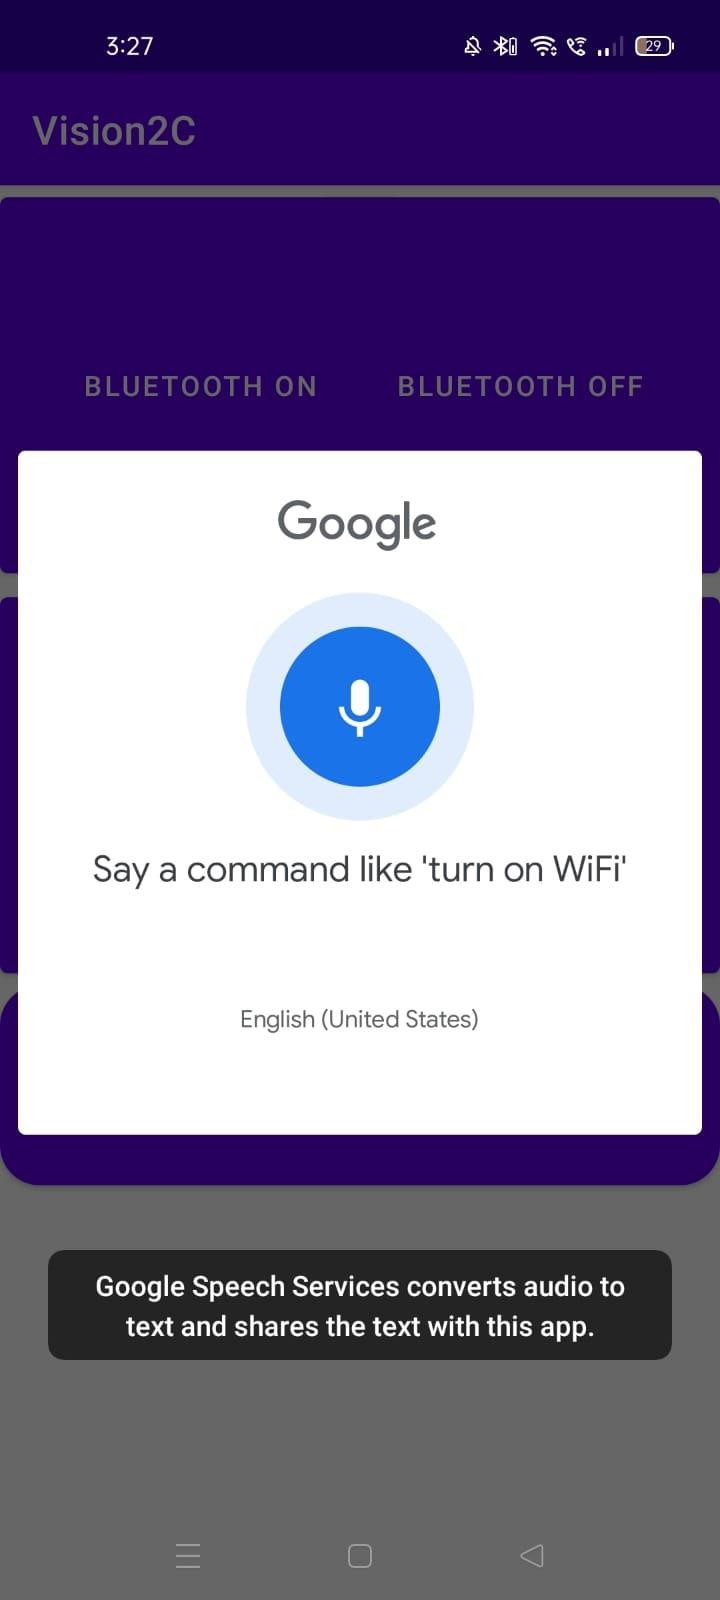 3:27
29
Vision2C
BLUETOOTH ON BLUETOOTH OFF
Google
Say a command like 'turn on WiFi'
English (United States)
Google Speech Services converts audio to
text and shares the text with this app.